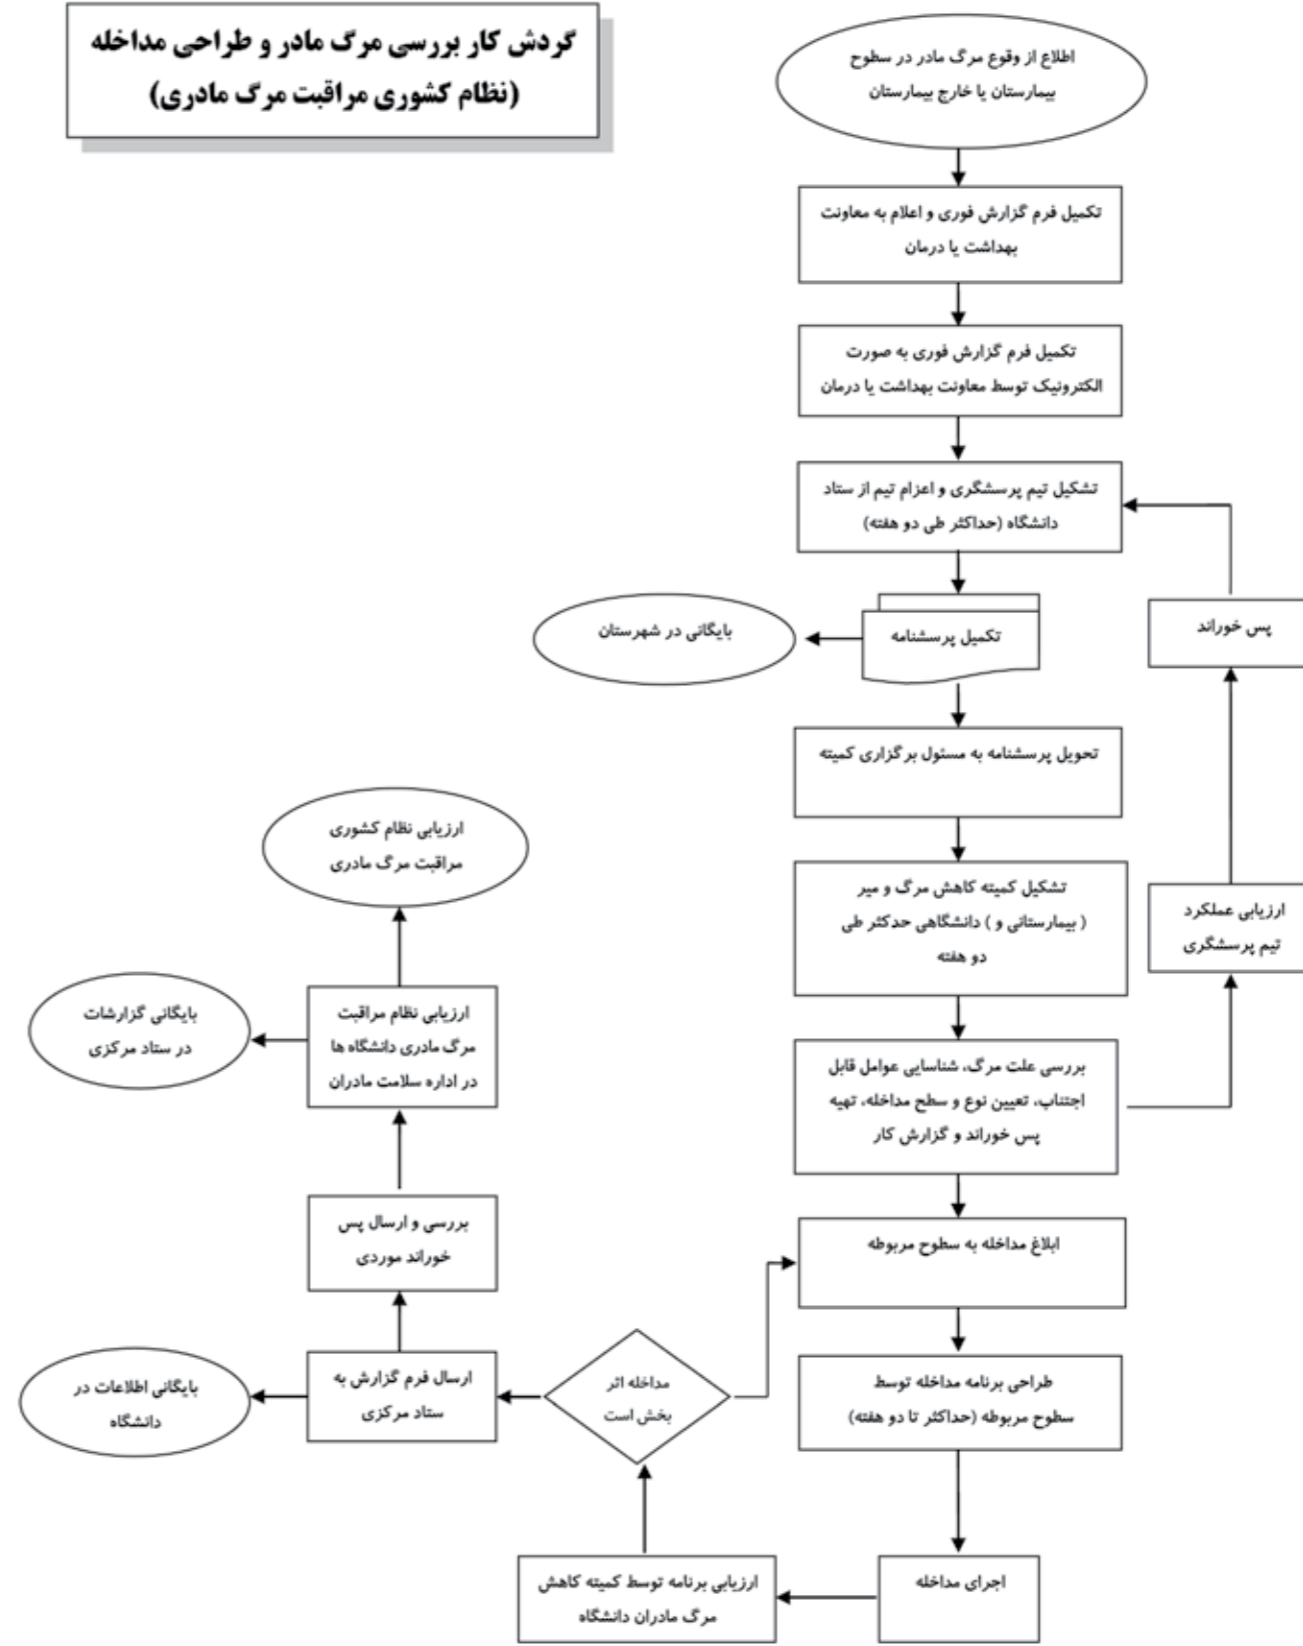 گردش کار بررسی مرگ مادر و طراحی مداخله
(نظام کشوری مراقبت مرگ مادری)
اطلاع از وقوع مرگ مادر در سطوح
بیمارستان یا خارج بیمارستان
تکمیل فرم گزارش فوری و اعلام به معاونت
بهداشت یا درمان
تکمیل فرم گزارش فوری به صورت
الکترونیک توسط معاونت بهداشت یا درمان
تشکیل تیم پرسشگری و اعزام تیم از ستاد
دانشگاه (حداکثر طی دو هفته)
تکمیل پرسشنامه
بایگانی در شهرستان
پس خوراند
تحویل پرسشنامه به مسئول برگزاری کمیته
تشکیل کمیته کاهش مرگ و میر
( بیمارستانی و ) دانشگاهی حدکثر طی
دو هفته
ارزیابی عملکرد
تیم پرسشگری
بررسی علت مرگ، شناسایی عوامل قابل
اجتناب، تعیین نوع و سطح مداخله، تهیه
پس خوراند و گزارش کار
ابلاغ مداخله به سطوح مربوطه
طراحی برنامه مداخله توسط
سطوح مربوطه (حداکثر تا دو هفته)
اجرای مداخله
ارزیابی برنامه توسط کمیته کاهش
مرگ مادران دانشگاه
مداخله اثر
بخش است
ارسال فرم گزارش به
ستاد مرکزی
بایگانی اطلاعات در
دانشگاه
بررسی و ارسال پس
خوراند موردی
ارزیابی نظام مراقبت
مرگ مادری دانشگاه ها
در اداره سلامت مادران
بایگانی گزارشات
در ستاد مرکزی
ارزیابی نظام کشوری
مراقبت مرگ مادری